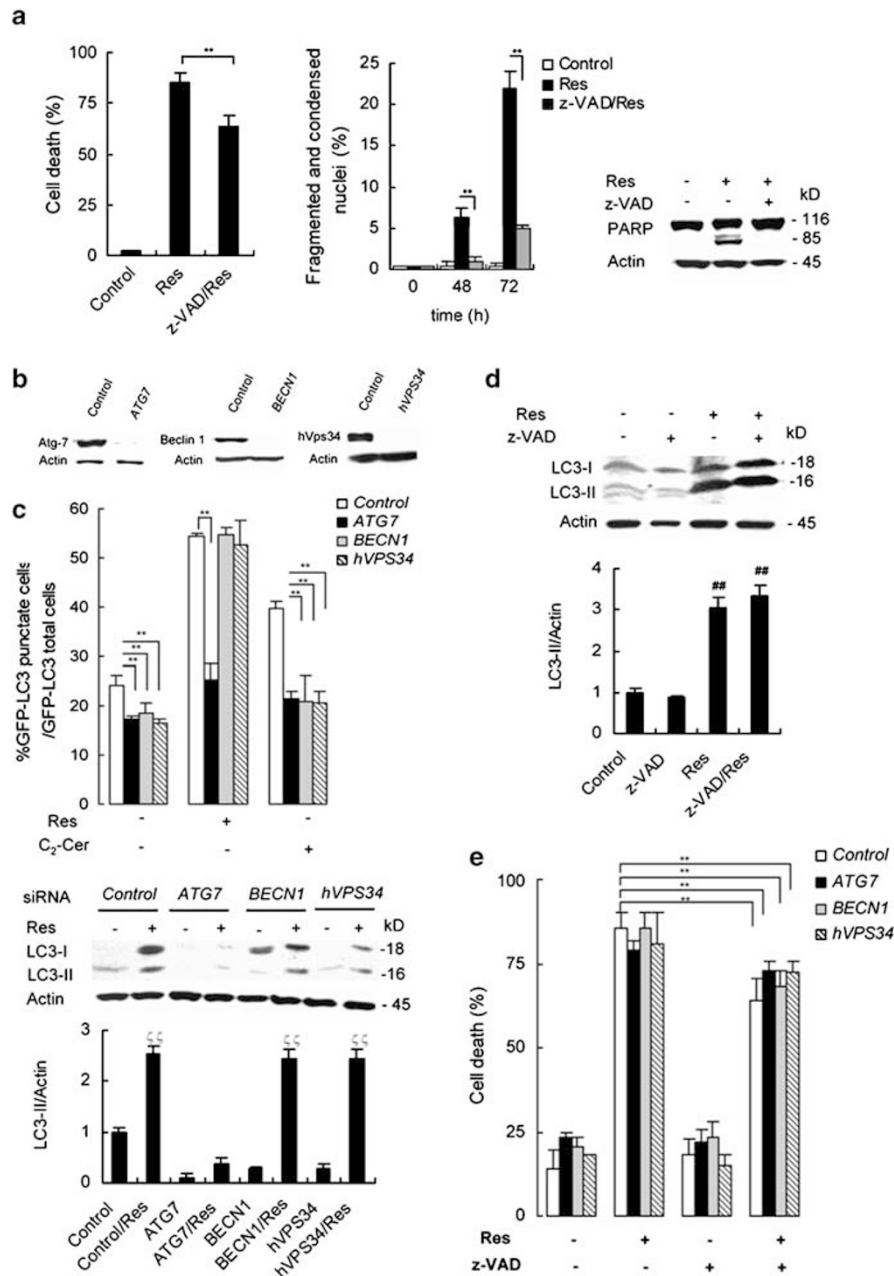 a
Cell death (%)
100
75
50
25
0
**
Control
Res
z-VAD/Res
Fragmented and condensed
nuclei (%)
25
20
15
10
5
0
**
**
0 48 72
time (h)
Control
Res
z-VAD/Res
Res - + +
z-VAD - - +
kD
PARP
- 116
- 85
Actin
- 45
b
Control
ATG7
Atg-7
Actin
Control
BECN1
Beclin 1
Actin
Control
hVPS34
hVps34
Actin
c
%GFP-LC3 punctate cells
/GFP-LC3 total cells
60
50
40
30
20
10
0
Control
ATG7
BECN1
hVPS34
**
**
**
**
**
**
**
Res - + -
C2-Cer - - +
siRNA Control ATG7 BECN1 hVPS34
Res - + - + - + - + kD
LC3-I -18
LC3-II -16
Actin - 45
LC3-II/Actin
3
2
1
0
ζζ
ζζ
ζζ
Control
Control/Res
ATG7
ATG7/Res
BECN1
BECN1/Res
hVPS34
hVPS34/Res
d
Res - - + +
z-VAD - + - +
kD
LC3-I -18
LC3-II -16
Actin - 45
LC3-II/Actin
4
3
2
1
0
##
##
Control
z-VAD
Res
z-VAD/Res
e
Control
ATG7
BECN1
hVPS34
Cell death (%)
100
75
50
25
0
**
**
**
**
Res - + - +
z-VAD - - + +